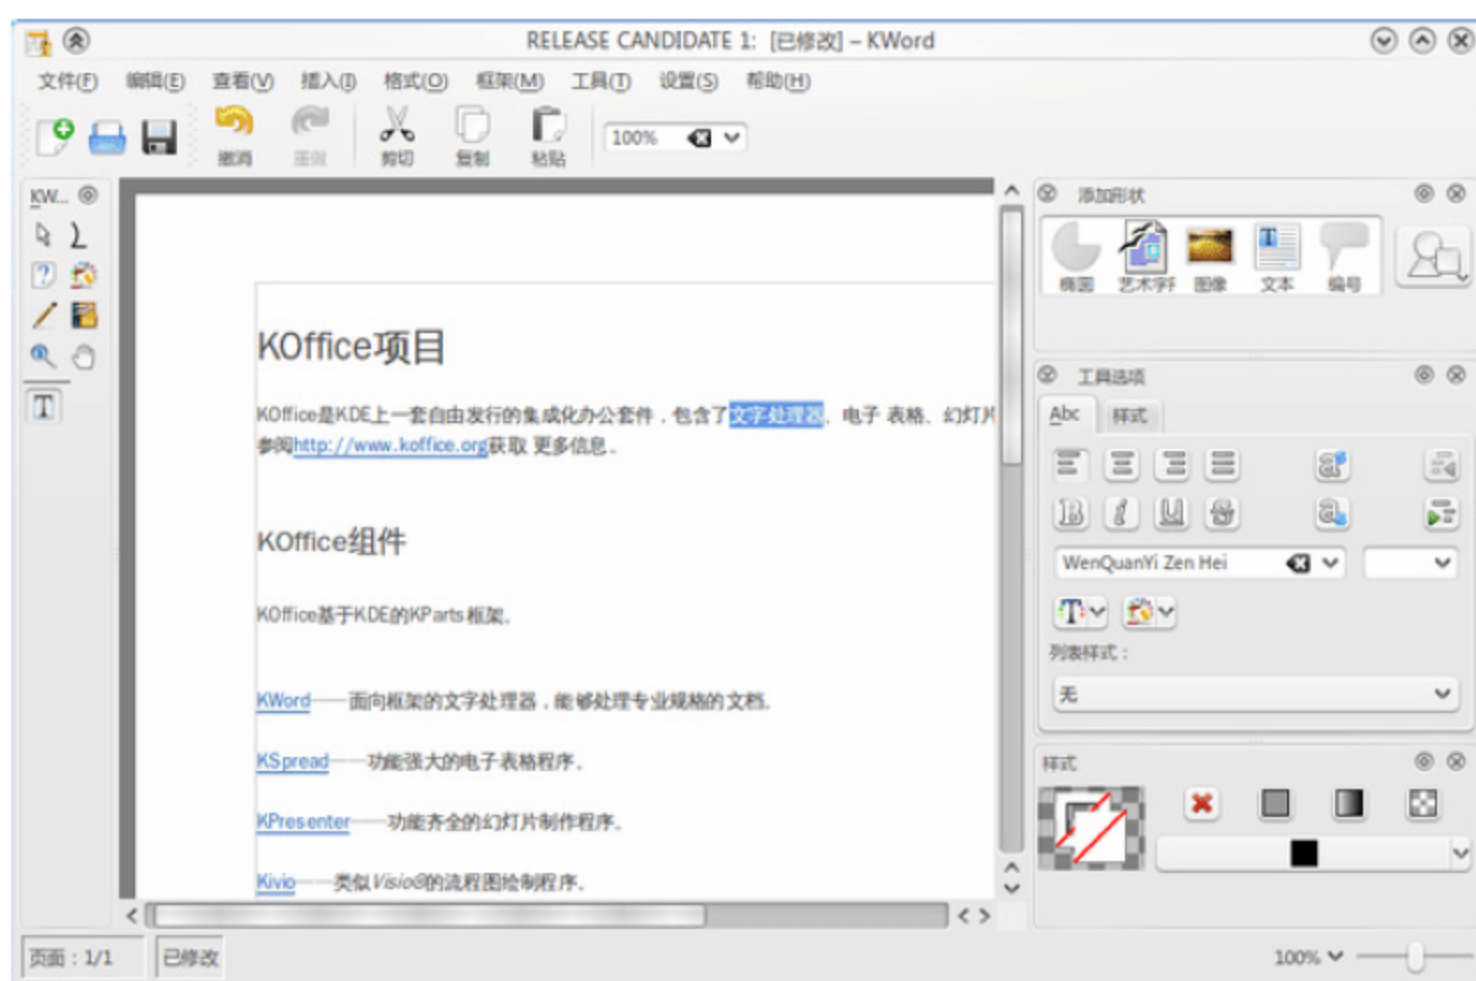 RELEASE CANDIDATE 1: [已修改] – KWord
文件(F) 编辑(E) 查看(V) 插入(I) 格式(O) 框架(M) 工具(T) 设置(S) 帮助(H)
撤消 重做 剪切 复制 粘贴 100%
KW... 添加形状
椭圆 艺术字 图像 文本 编号
KOffice项目
工具选项
KOffice是KDE上一套自由发行的集成化办公套件，包含了文字处理器、电子 表格、幻灯片
Abc 样式
参阅http://www.koffice.org获取 更多信息。
KOffice组件
WenQuanYi Zen Hei
KOffice基于KDE的KParts框架。
列表样式：
KWord——面向框架的文字处理器，能够处理专业规格的文档。
无
KSpread——功能强大的电子表格程序。
样式
KPresenter——功能齐全的幻灯片制作程序。
Kivio——类似Visio®的流程图绘制程序。
页面：1/1 已修改 100%